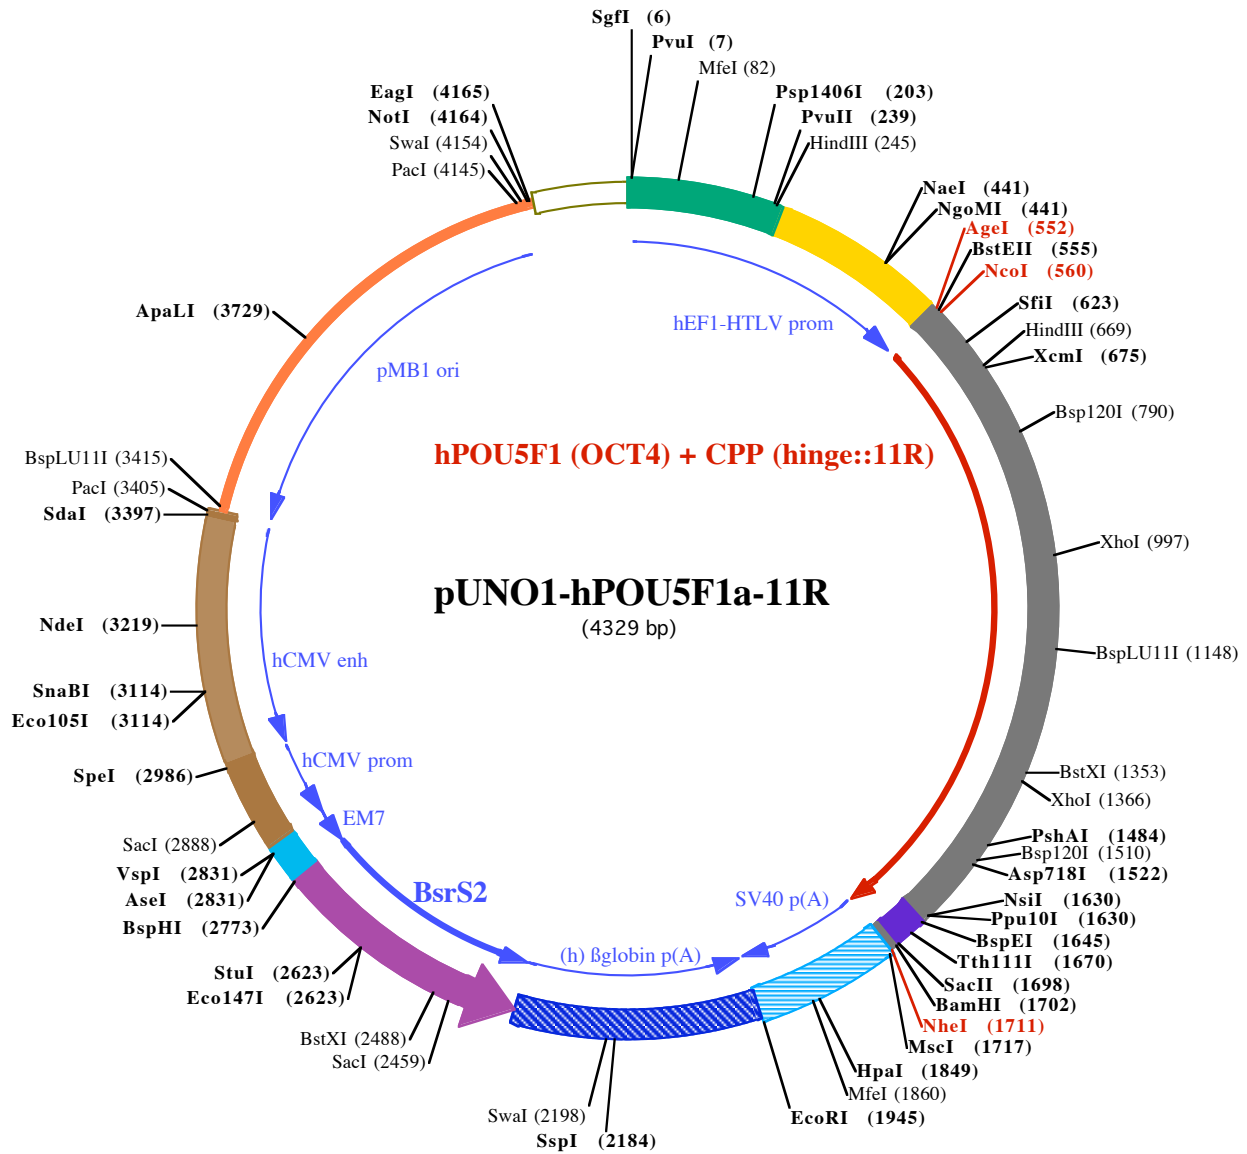 SgfI (6)
PvuI (7)
MfeI (82)
Psp1406I (203)
PvuII (239)
HindIII (245)
EagI (4165)
NotI (4164)
SwaI (4154)
PacI (4145)
NaeI (441)
NgoMI (441)
AgeI (552)
BstEII (555)
NcoI (560)
SfiI (623)
HindIII (669)
XcmI (675)
Bsp120I (790)
XhoI (997)
BspLU11I (1148)
BstXI (1353)
XhoI (1366)
PshAI (1484)
Bsp120I (1510)
Asp718I (1522)
NsiI (1630)
Ppu10I (1630)
BspEI (1645)
Tth111I (1670)
SacII (1698)
BamHI (1702)
NheI (1711)
MscI (1717)
HpaI (1849)
MfeI (1860)
EcoRI (1945)
SspI (2184)
SwaI (2198)
SacI (2459)
BstXI (2488)
Eco147I (2623)
StuI (2623)
BspHI (2773)
AseI (2831)
VspI (2831)
SacI (2888)
SpeI (2986)
Eco105I (3114)
SnaBI (3114)
NdeI (3219)
SdaI (3397)
PacI (3405)
BspLU11I (3415)
ApaLI (3729)
hEF1-HTLV prom
pMB1 ori
hPOU5F1 (OCT4) + CPP (hinge::11R)
pUNO1-hPOU5F1a-11R
(4329 bp)
hCMV enh
hCMV prom
EM7
BsrS2
SV40 p(A)
(h) ßglobin p(A)